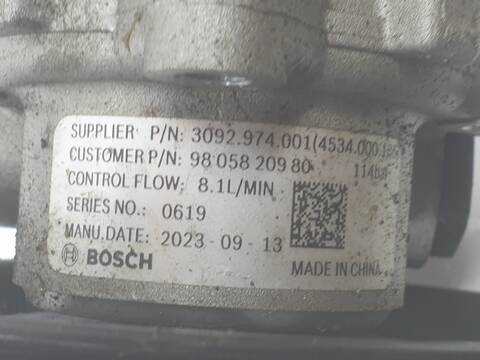 SUPPLIER P/N: 3092.974.001(4534.000
CUSTOMER P/N: 98 058 209 80
CONTROL FLOW: 8.1L/MIN
SERIES NO.: 0619
MANU.DATE: 2023-09-13
BOSCH
MADE IN CHINA